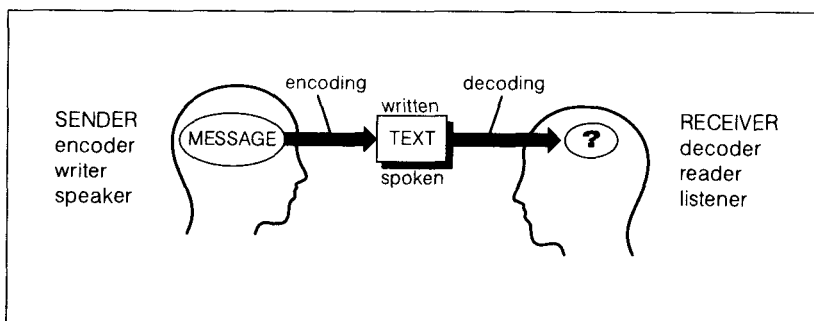 encoding
decoding
written
SENDER
encoder
writer
speaker
MESSAGE
TEXT
spoken
?
RECEIVER
decoder
reader
listener